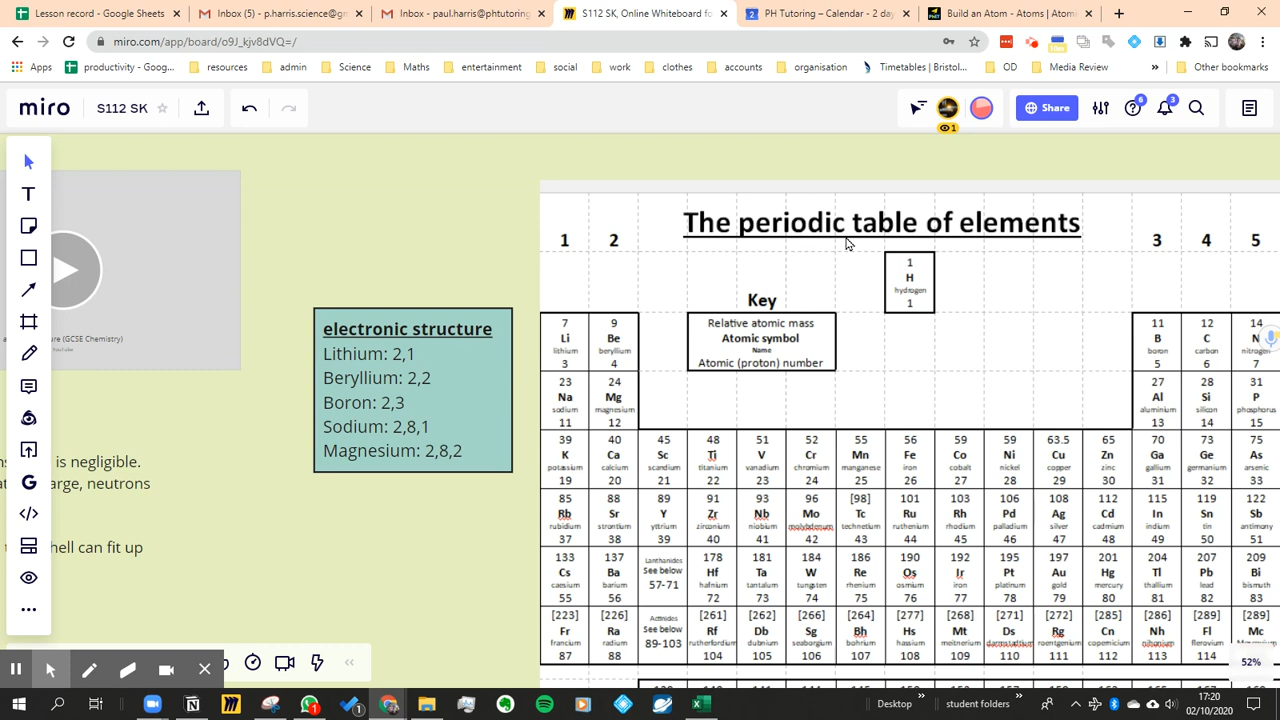 Lesson record - Google Sheets
Inbox (5) - p.harris.science@gm
Inbox - paul.harris@phtutoring
S112 SK, Online Whiteboard fo
PH Tutoring – Calendar - 2 day
Build an Atom - Atoms | Atomic
miro.com/app/board/o9J_kjv8dVQ=/
Apps
productivity - Goog...
resources
admin
Science
Maths
entertainment
social
work
clothes
accounts
organisation
Timetables | Bristol...
OD
Media Review
»
Other bookmarks
miro
S112 SK
Share
6
3
1
The periodic table of elements
1 2 3 4 5
1
H
hydrogen
1
Key
Relative atomic mass
Atomic symbol
Name
Atomic (proton) number
electronic structure
Lithium: 2,1
Beryllium: 2,2
Boron: 2,3
Sodium: 2,8,1
Magnesium: 2,8,2
(GCSE Chemistry)
YouTube
is negligible.
arge, neutrons
shell can fit up
7 9 11 12 14
Li Be B C N
lithium beryllium boron carbon nitrogen
3 4 5 6 7
23 24 27 28 31
Na Mg Al Si P
sodium magnesium aluminium silicon phosphorus
11 12 13 14 15
39 40 45 48 51 52 55 56 59 59 63.5 65 70 73 75
K Ca Sc Ti V Cr Mn Fe Co Ni Cu Zn Ga Ge As
potassium calcium scandium titanium vanadium chromium manganese iron cobalt nickel copper zinc gallium germanium arsenic
19 20 21 22 23 24 25 26 27 28 29 30 31 32 33
85 88 89 91 93 96 [98] 101 103 106 108 112 115 119 122
Rb Sr Y Zr Nb Mo Tc Ru Rh Pd Ag Cd In Sn Sb
rubidium strontium yttrium zirconium niobium molybdenum technetium ruthenium rhodium palladium silver cadmium indium tin antimony
37 38 39 40 41 42 43 44 45 46 47 48 49 50 51
133 137 Lanthanides 178 181 184 186 190 192 195 197 201 204 207 209
Cs Ba See below Hf Ta W Re Os Ir Pt Au Hg Tl Pb Bi
caesium barium 57-71 hafnium tantalum tungsten rhenium osmium iridium platinum gold mercury thallium lead bismuth
55 56 72 73 74 75 76 77 78 79 80 81 82 83
[223] [226] Actinides [261] [262] [266] [264] [277] [268] [271] [272] [285] [286] [289] [289]
Fr Ra See below Rf Db Sg Bh Hs Mt Ds Rg Cn Nh Fl Mc
francium radium 89-103 rutherfordium dubnium seaborgium bohrium hassium meitnerium darmstadtium roentgenium copernicium nihonium flerovium
87 88 104 105 106 107 108 109 110 111 112 113 114
52%
Desktop
»
student folders
»
17:20
02/10/2020